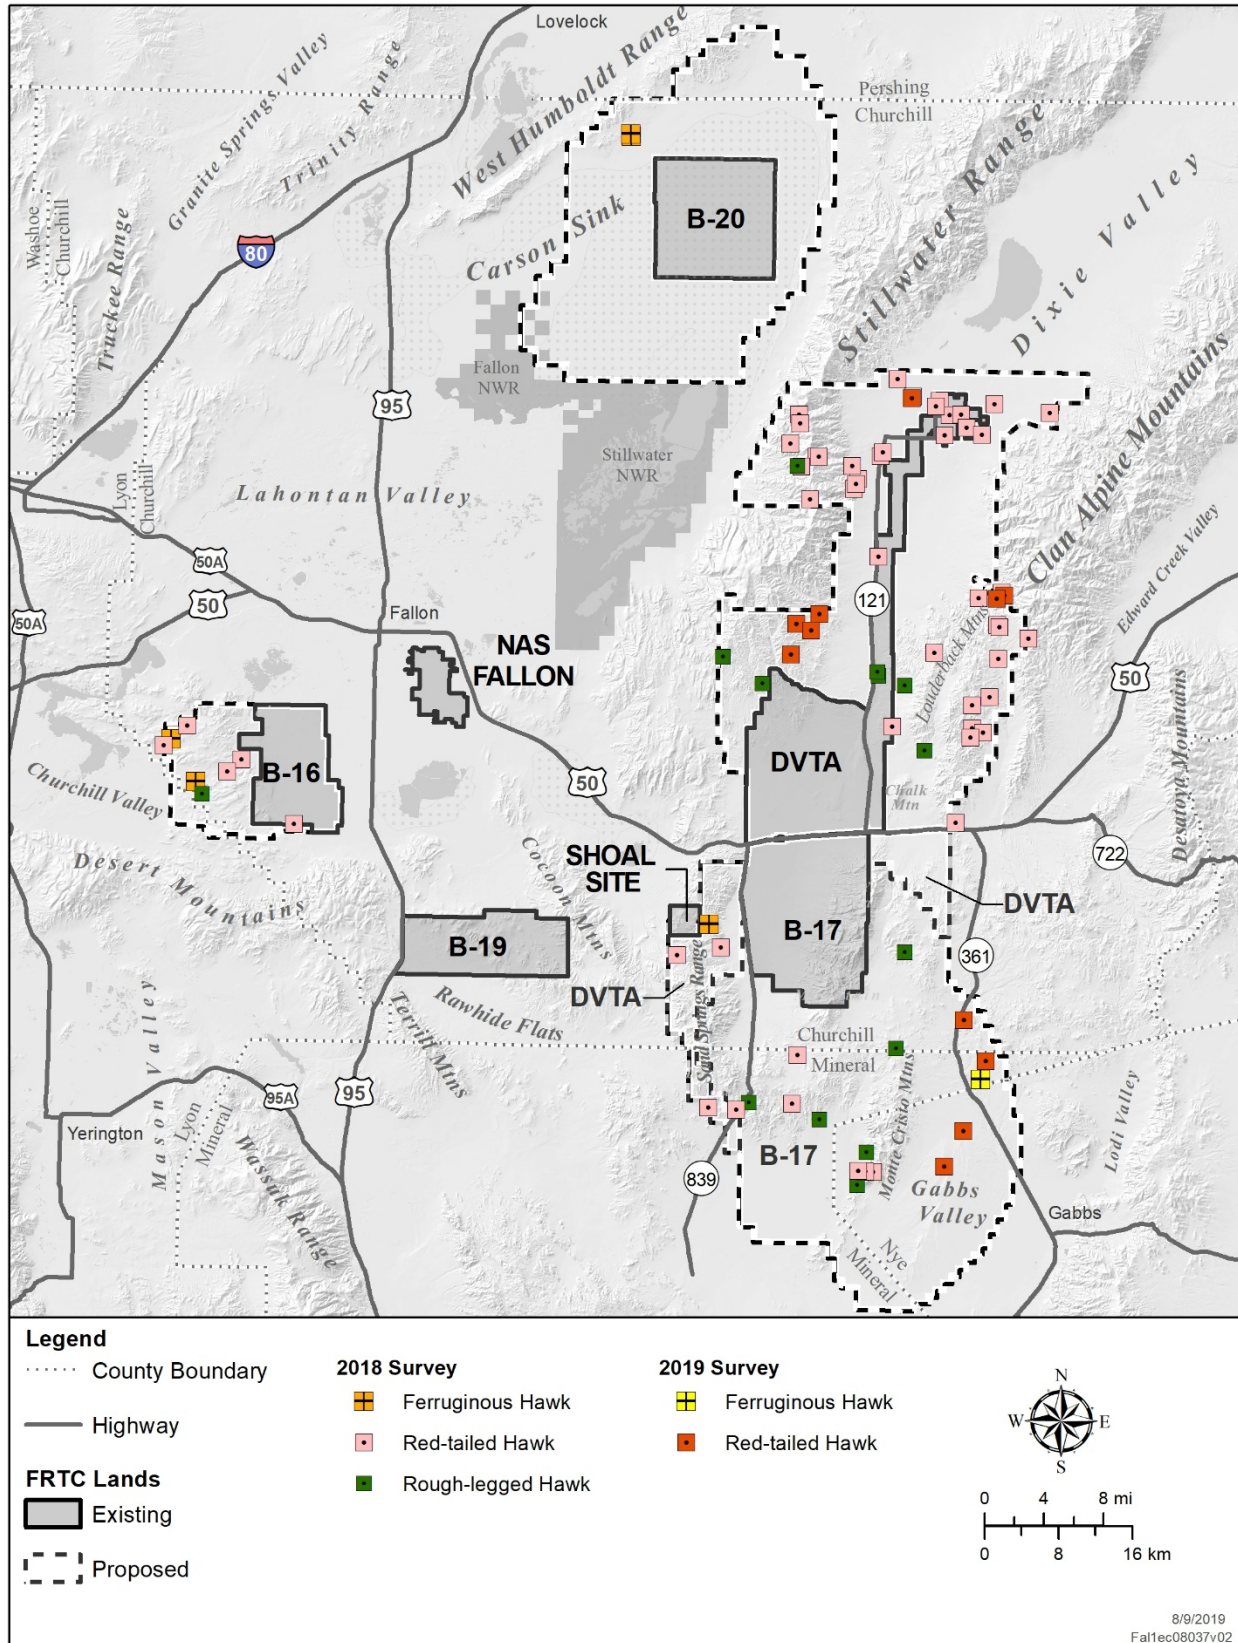 Lovelock
West Humboldt Range
Granite Springs Valley
Trinity Range
Pershing
Churchill
Washoe
Churchill
Truckee Range
80
Carson Sink
B-20
Stillwater Range
Dixie Valley
95
Fallon
NWR
Stillwater
NWR
Clan Alpine Mountains
Lyon
Churchill
Lahontan Valley
50A
50
50A
Fallon
121
Edward Creek Valley
NAS
FALLON
Louderback Mtns
50
Desatoya Mountains
B-16
DVTA
Churchill Valley
50
Chalk
Mtn
722
Desert Mountains
Cocoon Mtns
SHOAL
SITE
DVTA
B-19
B-17
361
DVTA
Sand Springs Range
Mason Valley
Rawhide Flats
Terrill Mtns
Churchill
Mineral
95A
95
Yerington
Lyon
Mineral
Wassuk Range
Monte Cristo Mtns
Lodi Valley
B-17
839
Gabbs
Valley
Gabbs
Nye
Mineral
Legend
County Boundary
Highway
FRTC Lands
Existing
Proposed
2018 Survey
Ferruginous Hawk
Red-tailed Hawk
Rough-legged Hawk
2019 Survey
Ferruginous Hawk
Red-tailed Hawk
N
W E
S
0 4 8 mi
0 8 16 km
8/9/2019
Fal1ec08037v02